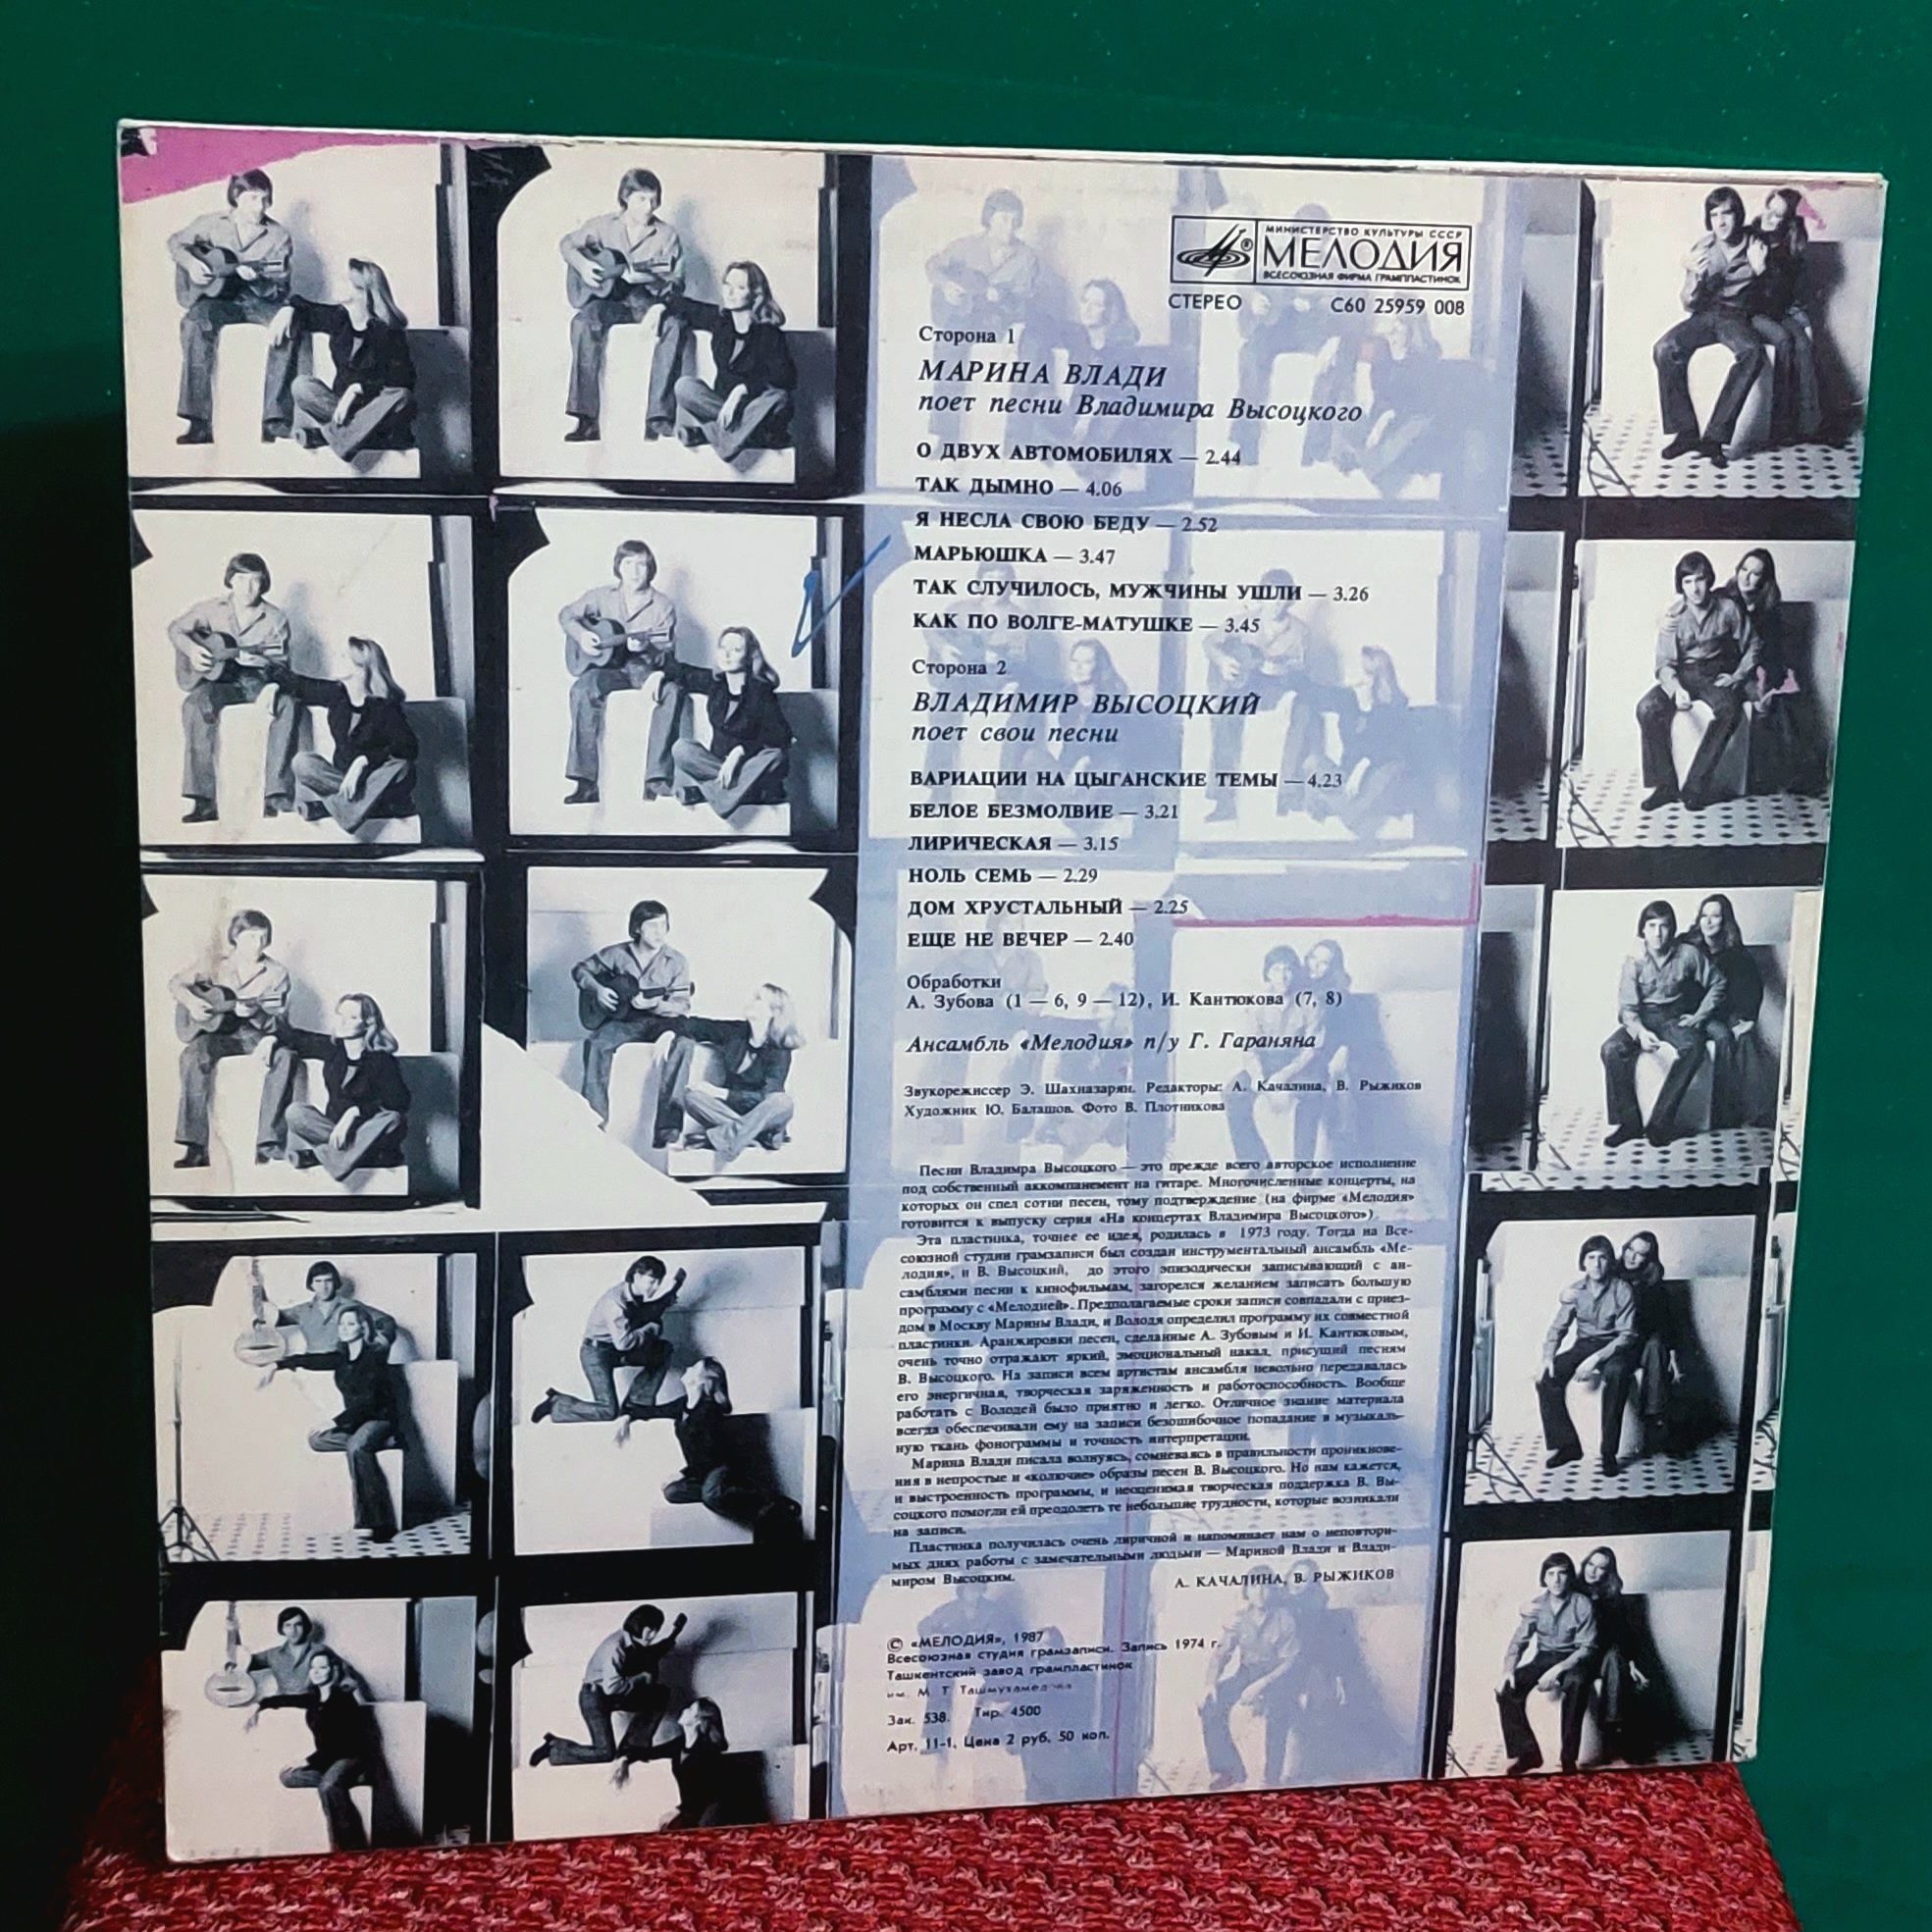 МИНИСТЕРСТВО КУЛЬТУРЫ СССР
МЕЛОДИЯ
ВСЕСОЮЗНАЯ ФИРМА ГРАМПЛАСТИНОК
СТЕРЕО С60 25959 008
Сторона 1
МАРИНА ВЛАДИ
поет песни Владимира Высоцкого
О ДВУХ АВТОМОБИЛЯХ — 2.44
ТАК ДЫМНО — 4.06
Я НЕСЛА СВОЮ БЕДУ — 2.52
МАРЬЮШКА — 3.47
ТАК СЛУЧИЛОСЬ, МУЖЧИНЫ УШЛИ — 3.26
КАК ПО ВОЛГЕ-МАТУШКЕ — 3.45
Сторона 2
ВЛАДИМИР ВЫСОЦКИЙ
поет свои песни
ВАРИАЦИИ НА ЦЫГАНСКИЕ ТЕМЫ — 4.23
БЕЛОЕ БЕЗМОЛВИЕ — 3.21
ЛИРИЧЕСКАЯ — 3.15
НОЛЬ СЕМЬ — 2.29
ДОМ ХРУСТАЛЬНЫЙ — 2.25
ЕЩЕ НЕ ВЕЧЕР — 2.40
Обработки
А. Зубова (1 — 6, 9 — 12), И. Кантюкова (7, 8)
Ансамбль «Мелодия» п/у Г. Гараняна
Звукорежиссер Э. Шахназарян. Редакторы: А. Качалина, В. Рыжиков
Художник Ю. Балашов. Фото В. Плотникова
Песни Владимра Высоцкого — это прежде всего авторское исполнение
под собственный аккомпанемент на гитаре. Многочисленные концерты, на
которых он спел сотни песен, тому подтверждение (на фирме «Мелодия»
готовится к выпуску серия «На концертах Владимира Высоцкого»).
Эта пластинка, точнее ее идея, родилась в 1973 году. Тогда на Все-
союзной студии грамзаписи был создан инструментальный ансамбль «Ме-
лодия», и В. Высоцкий, до этого эпизодически записывающий с ан-
самблями песни к кинофильмам, загорелся желанием записать большую
программу с «Мелодией». Предполагаемые сроки записи совпадали с приез-
дом в Москву Марины Влади, и Володя определил программу их совместной
пластинки. Аранжировки песен, сделанные А. Зубовым и И. Кантюковым,
очень точно отражают яркий, эмоциональный накал, присущий песням
В. Высоцкого. На записи всем артистам ансамбля невольно передавалась
его энергичная, творческая заряженность и работоспособность. Вообще
работать с Володей было приятно и легко. Отличное знание материала
всегда обеспечивали ему на записи безошибочное попадание в музыкаль-
ную ткань фонограммы и точность интерпретации.
Марина Влади писала волнуясь, сомневаясь в правильности проникнове-
ния в непростые и «колючие» образы песен В. Высоцкого. Но нам кажется,
и выстроенность программы, и неоценимая творческая поддержка В. Вы-
соцкого помогли ей преодолеть те небольшие трудности, которые возникали
на записи.
Пластинка получилась очень лиричной и напоминает нам о неповтори-
мых днях работы с замечательными людьми — Мариной Влади и Влади-
миром Высоцким.
А. КАЧАЛИНА, В. РЫЖИКОВ
© «МЕЛОДИЯ», 1987
Всесоюзная студия грамзаписи. Запись 1974 г.
Ташкентский завод грампластинок
им. М. Т. Ташмухамедова
Зак. 538. Тир. 4500
Арт. 11-1. Цена 2 руб. 50 коп.